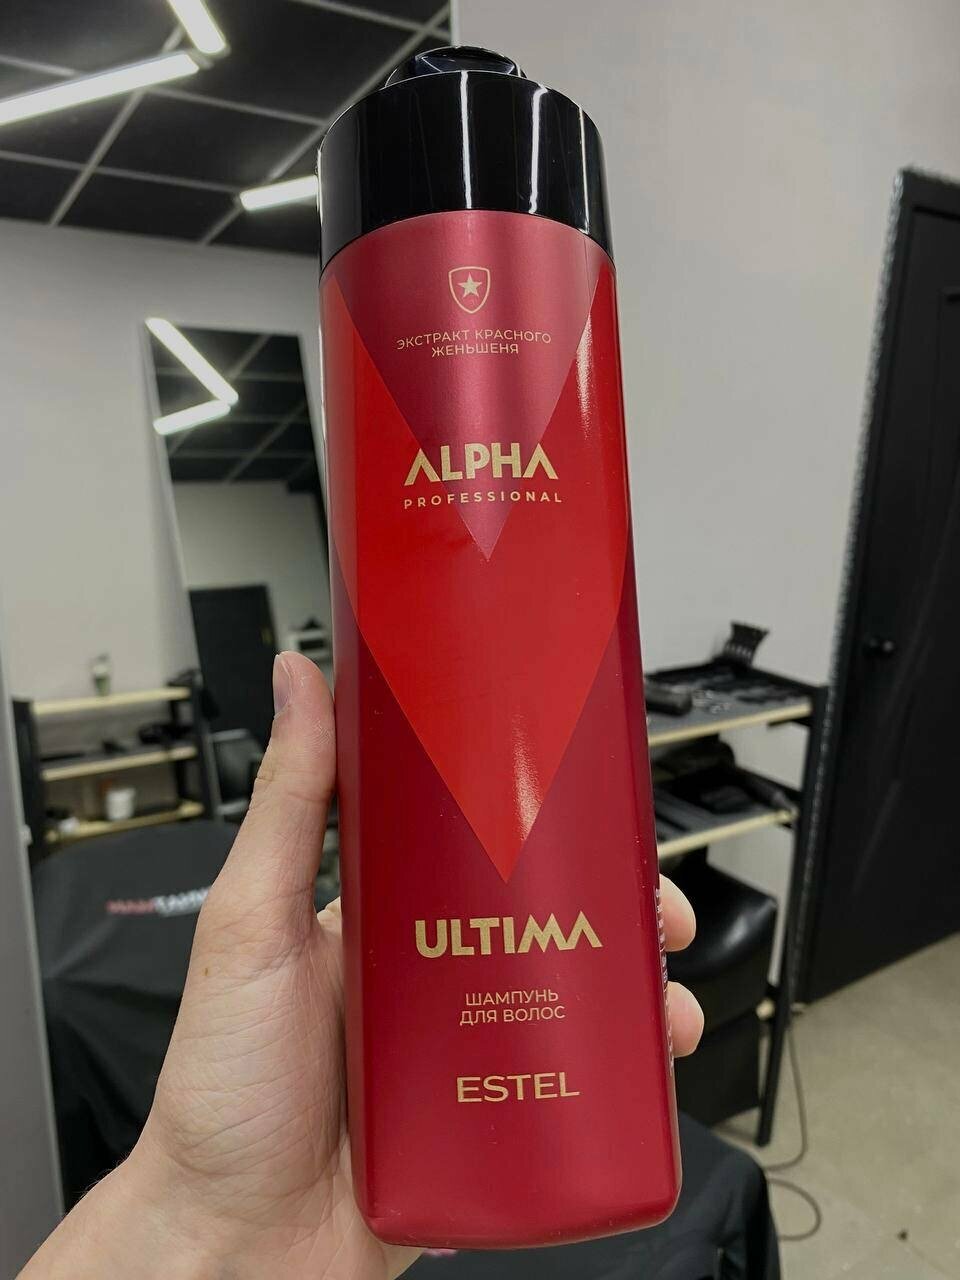 ЭКСТРАКТ КРАСНОГО
ЖЕНЬШЕНЯ
ALPHA
PROFESSIONAL
ULTIMA
ШАМПУНЬ
ДЛЯ ВОЛОС
ESTEL